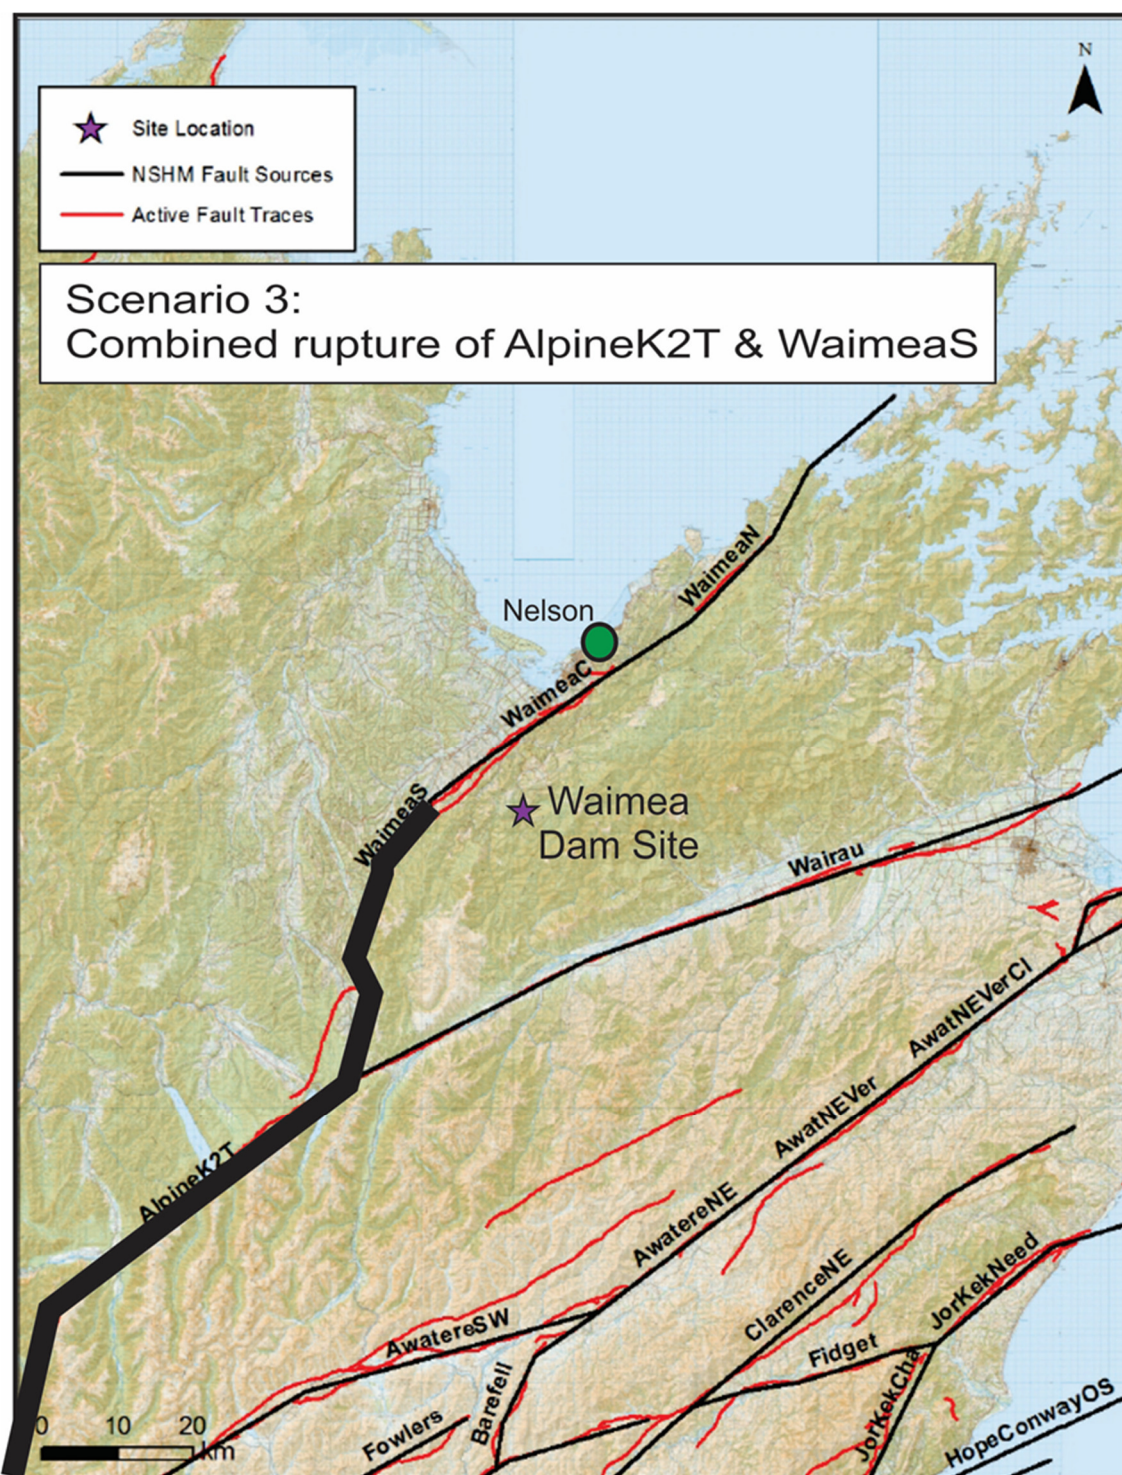 N
Site Location
NSHM Fault Sources
Active Fault Traces
Scenario 3:
Combined rupture of AlpineK2T & WaimeaS
WaimeaN
Nelson
WaimeaC
WaimeaS
Waimea
Dam Site
Wairau
AwatNEVerCl
AwatNEVer
AlpineK2T
AwatereNE
ClarenceNE
JorKekNeed
AwatereSW
Fidget
Barefell
JorKekCha
Fowlers
HopeConwayOS
0 10 20
km